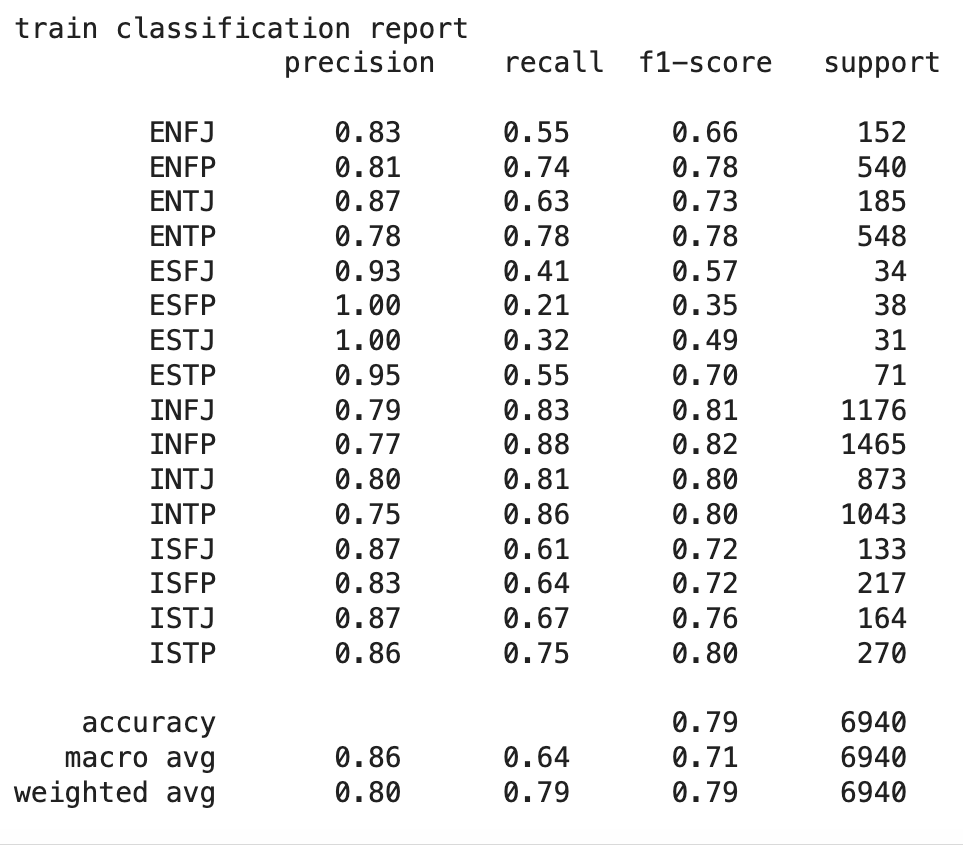 train classification report
precision recall f1-score support
ENFJ 0.83 0.55 0.66 152
ENFP 0.81 0.74 0.78 540
ENTJ 0.87 0.63 0.73 185
ENTP 0.78 0.78 0.78 548
ESFJ 0.93 0.41 0.57 34
ESFP 1.00 0.21 0.35 38
ESTJ 1.00 0.32 0.49 31
ESTP 0.95 0.55 0.70 71
INFJ 0.79 0.83 0.81 1176
INFP 0.77 0.88 0.82 1465
INTJ 0.80 0.81 0.80 873
INTP 0.75 0.86 0.80 1043
ISFJ 0.87 0.61 0.72 133
ISFP 0.83 0.64 0.72 217
ISTJ 0.87 0.67 0.76 164
ISTP 0.86 0.75 0.80 270
accuracy 0.79 6940
macro avg 0.86 0.64 0.71 6940
weighted avg 0.80 0.79 0.79 6940